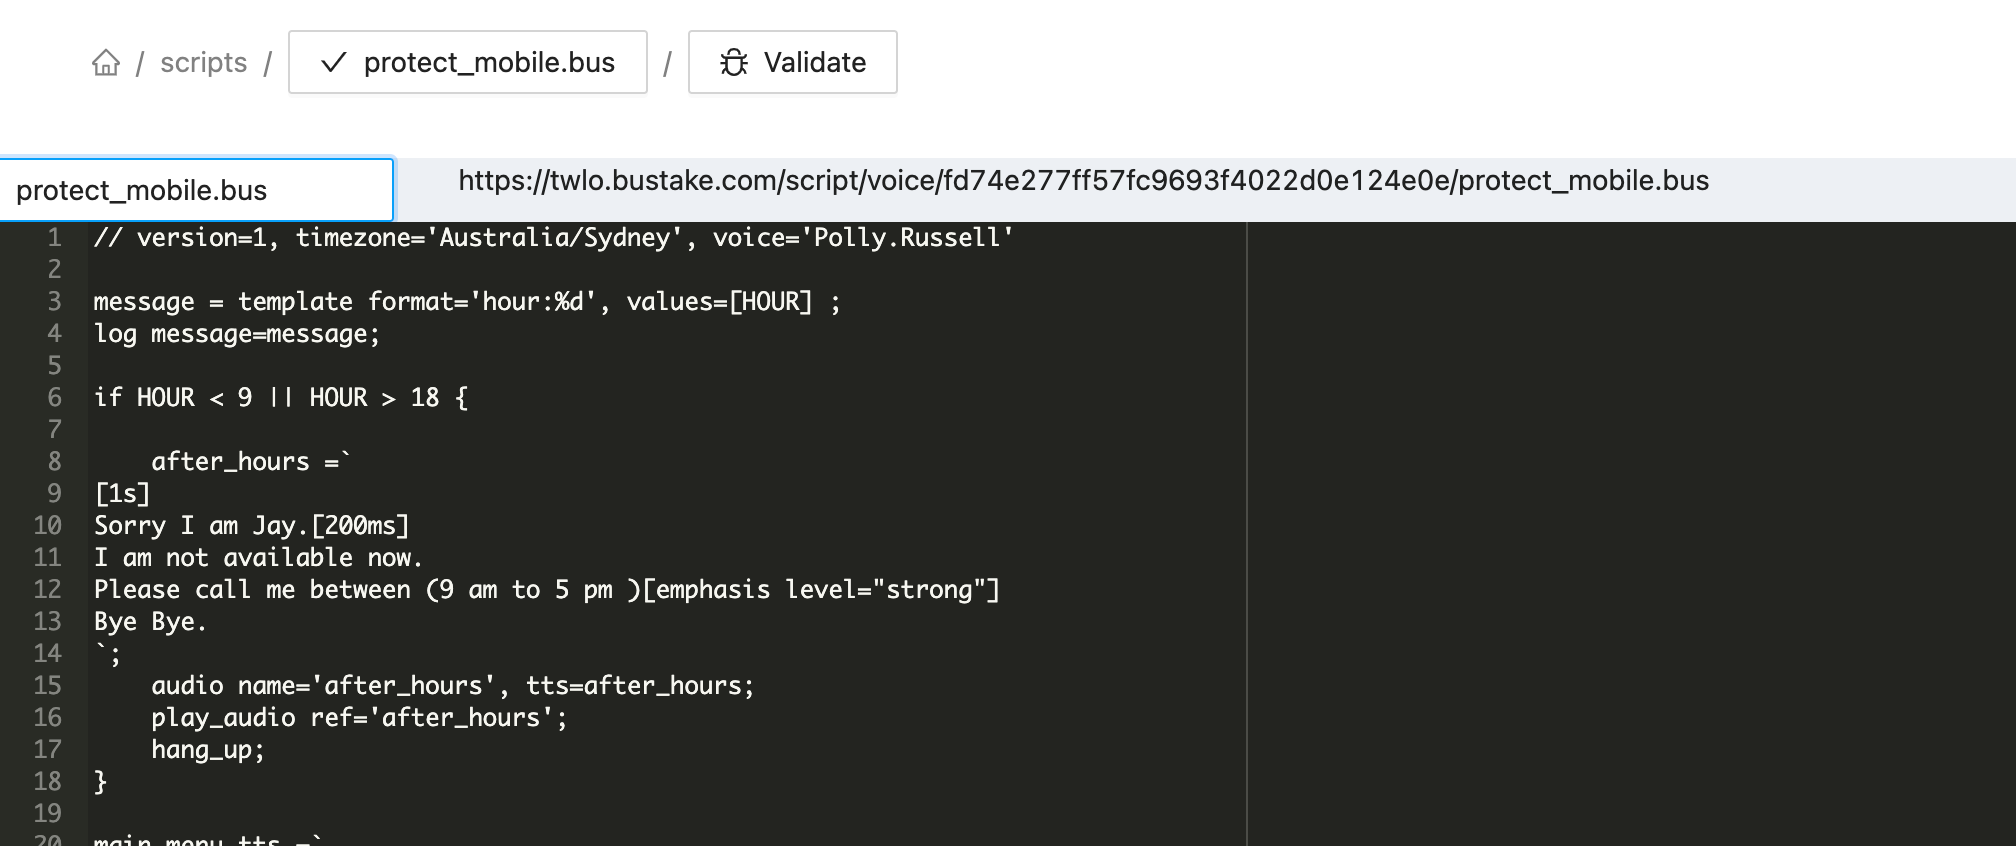 / scripts / protect_mobile.bus / Validate
protect_mobile.bus
https://twlo.bustake.com/script/voice/fd74e277ff57fc9693f4022d0e124e0e/protect_mobile.bus
1 // version=1, timezone='Australia/Sydney', voice='Polly.Russell'
2
3 message = template format='hour:%d', values=[HOUR] ;
4 log message=message;
5
6 if HOUR < 9 || HOUR > 18 {
7
8     after_hours =`
9 [1s]
10 Sorry I am Jay.[200ms]
11 I am not available now.
12 Please call me between (9 am to 5 pm )[emphasis level="strong"]
13 Bye Bye.
14 `;
15     audio name='after_hours', tts=after_hours;
16     play_audio ref='after_hours';
17     hang_up;
18 }
19
20 main_menu_tts =`